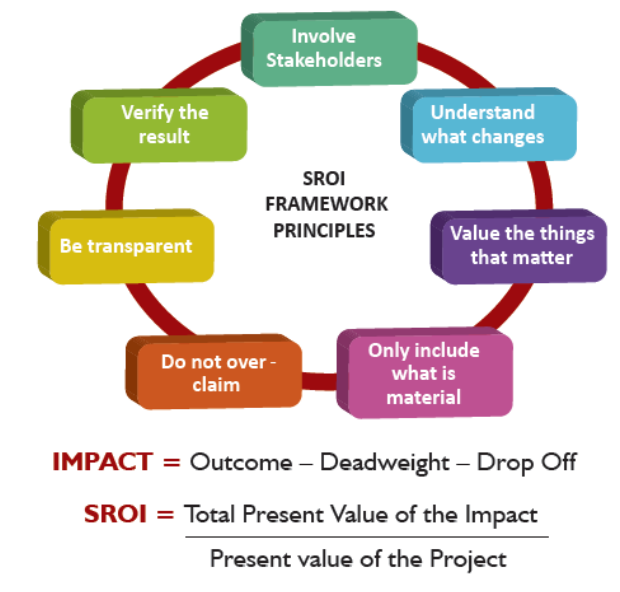 Involve
Stakeholders
Understand
what changes
Value the things
that matter
Only include
what is
material
Do not over -
claim
Be transparent
Verify the
result
SROI
FRAMEWORK
PRINCIPLES
IMPACT = Outcome – Deadweight – Drop Off
SROI = Total Present Value of the Impact
Present value of the Project